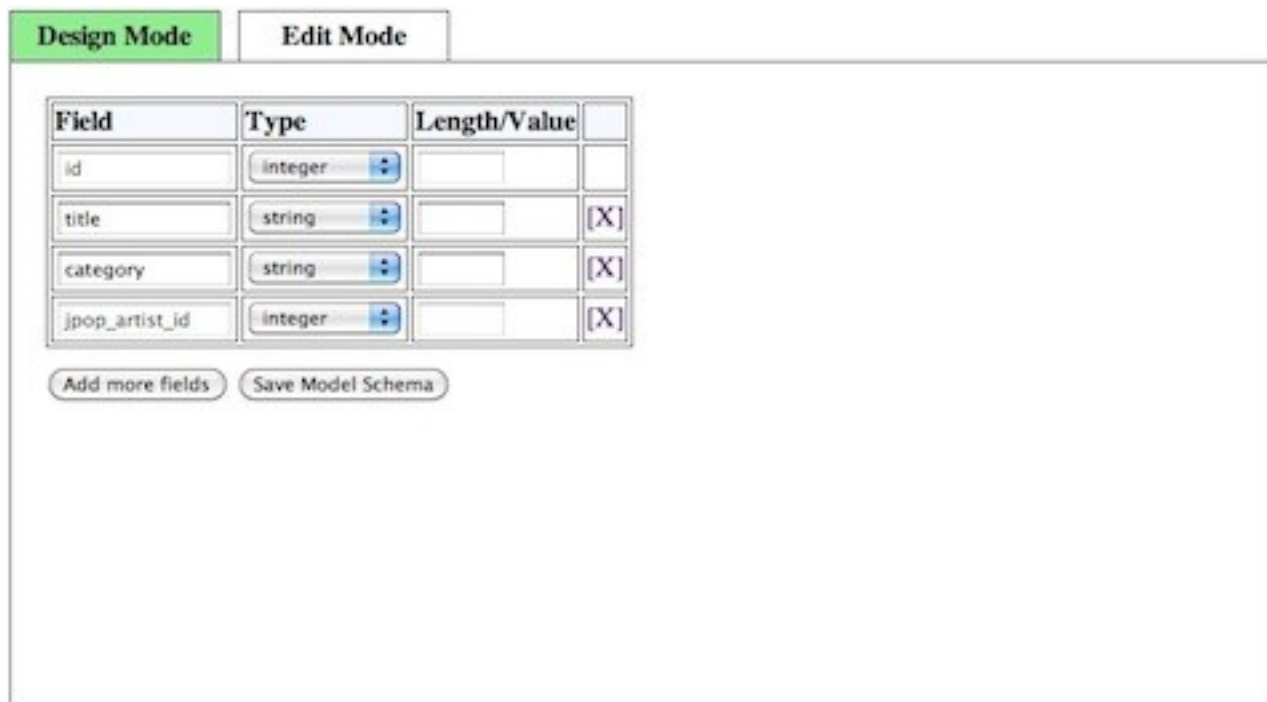 Design Mode Edit Mode
Field Type Length/Value
id integer
title string [X]
category string [X]
jpop_artist_id integer [X]
Add more fields Save Model Schema